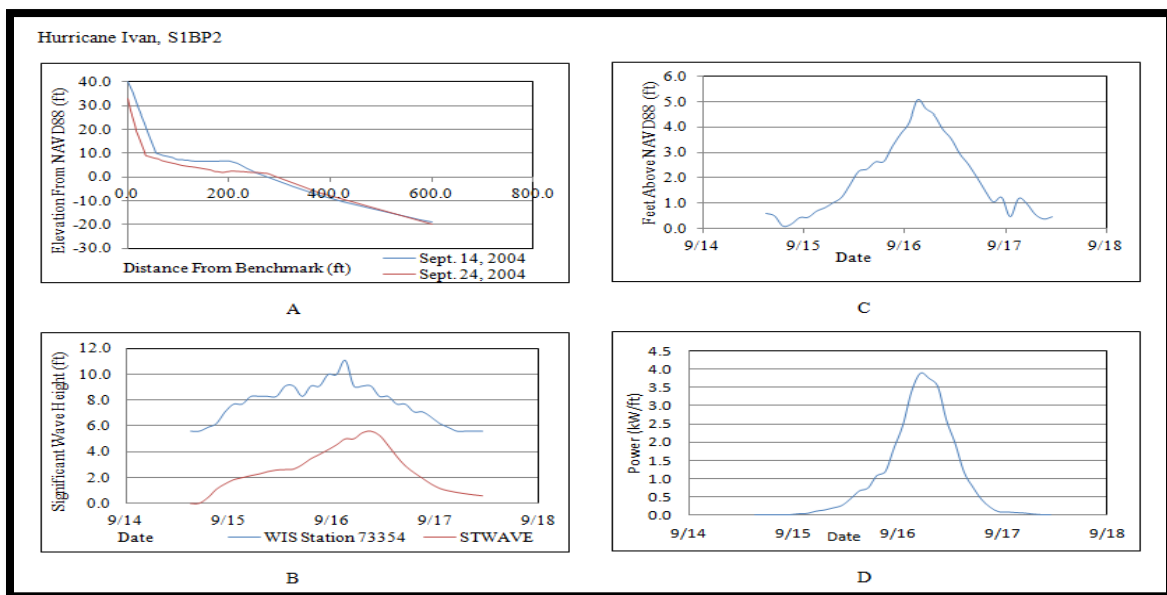 Hurricane Ivan, S1BP2
Elevation From NAVD88 (ft)
40.0
30.0
20.0
10.0
0.0
-10.0
-20.0
-30.0
0.0 200.0 400.0 600.0 800.0
Distance From Benchmark (ft)
Sept. 14, 2004
Sept. 24, 2004
A
Significant Wave Height (ft)
12.0
10.0
8.0
6.0
4.0
2.0
0.0
9/14 9/15 9/16 9/17 9/18
Date
WIS Station 73354 STWAVE
B
Feet Above NAVD88 (ft)
6.0
5.0
4.0
3.0
2.0
1.0
0.0
9/14 9/15 9/16 9/17 9/18
Date
C
Power (kW/ft)
4.5
4.0
3.5
3.0
2.5
2.0
1.5
1.0
0.5
0.0
9/14 9/15 9/16 9/17 9/18
Date
D